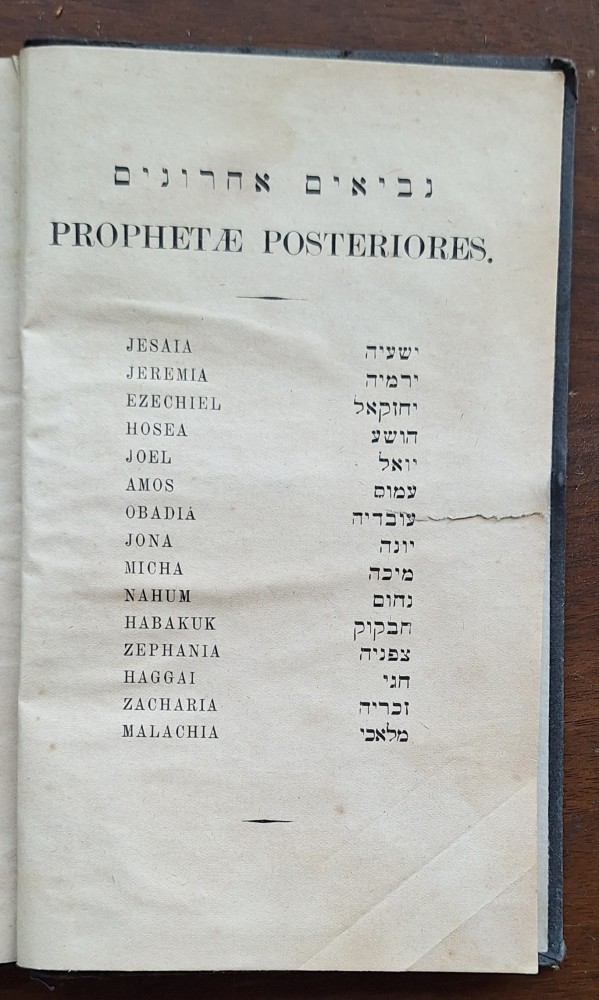 נביאים אחרונים
PROPHETÆ POSTERIORES.
JESAIA ישעיה
JEREMIA ירמיה
EZECHIEL יחזקאל
HOSEA הושע
JOEL יואל
AMOS עמוס
OBADIÁ עובדיה
JONA יונה
MICHA מיכה
NAHUM נחום
HABAKUK חבקוק
ZEPHANIA צפניה
HAGGAI חגי
ZACHARIA זכריה
MALACHIA מלאכי